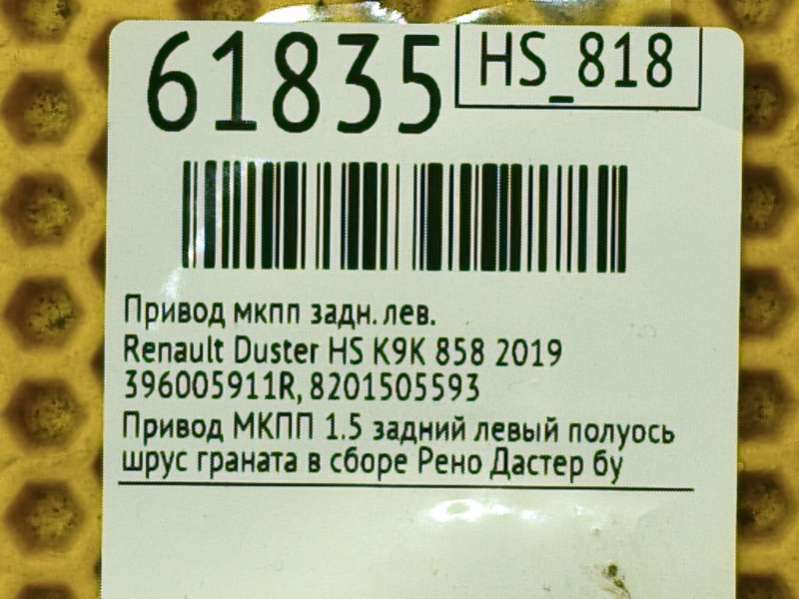 61835
HS_818
Привод мкпп задн. лев.
Renault Duster HS K9K 858 2019
396005911R, 8201505593
Привод МКПП 1.5 задний левый полуось
шрус граната в сборе Рено Дастер бу